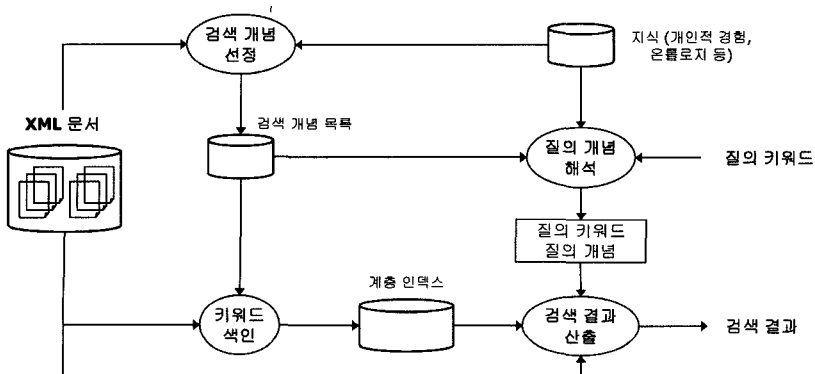 검색 개념
선정
지식 (개인적 경험,
온톨로지 등)
XML 문서
검색 개념 목록
질의 개념
해석
질의 키워드
질의 키워드
질의 개념
계층 인덱스
키워드
색인
검색 결과
산출
검색 결과